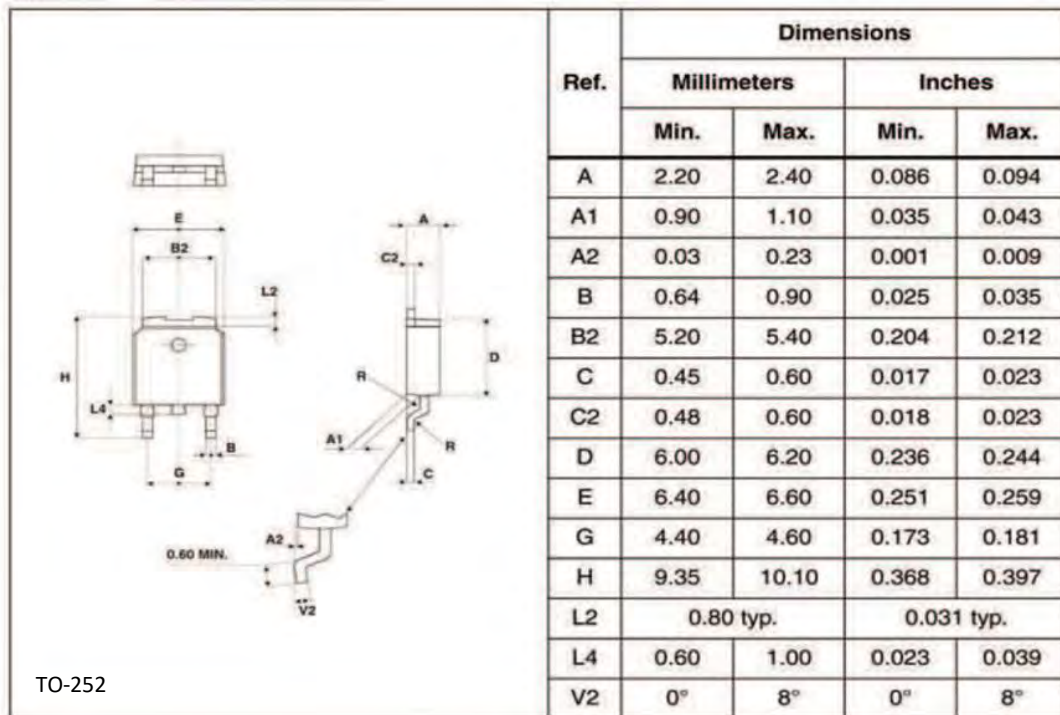 Dimensions
Ref. Millimeters Inches
Min. Max. Min. Max.
A 2.20 2.40 0.086 0.094
A1 0.90 1.10 0.035 0.043
A2 0.03 0.23 0.001 0.009
B 0.64 0.90 0.025 0.035
B2 5.20 5.40 0.204 0.212
C 0.45 0.60 0.017 0.023
C2 0.48 0.60 0.018 0.023
D 6.00 6.20 0.236 0.244
E 6.40 6.60 0.251 0.259
G 4.40 4.60 0.173 0.181
H 9.35 10.10 0.368 0.397
L2 0.80 typ. 0.031 typ.
L4 0.60 1.00 0.023 0.039
V2 0° 8° 0° 8°
E
A
B2
C2
L2
D
H
R
L4
A1
R
B
G
C
A2
0.60 MIN.
V2
TO-252